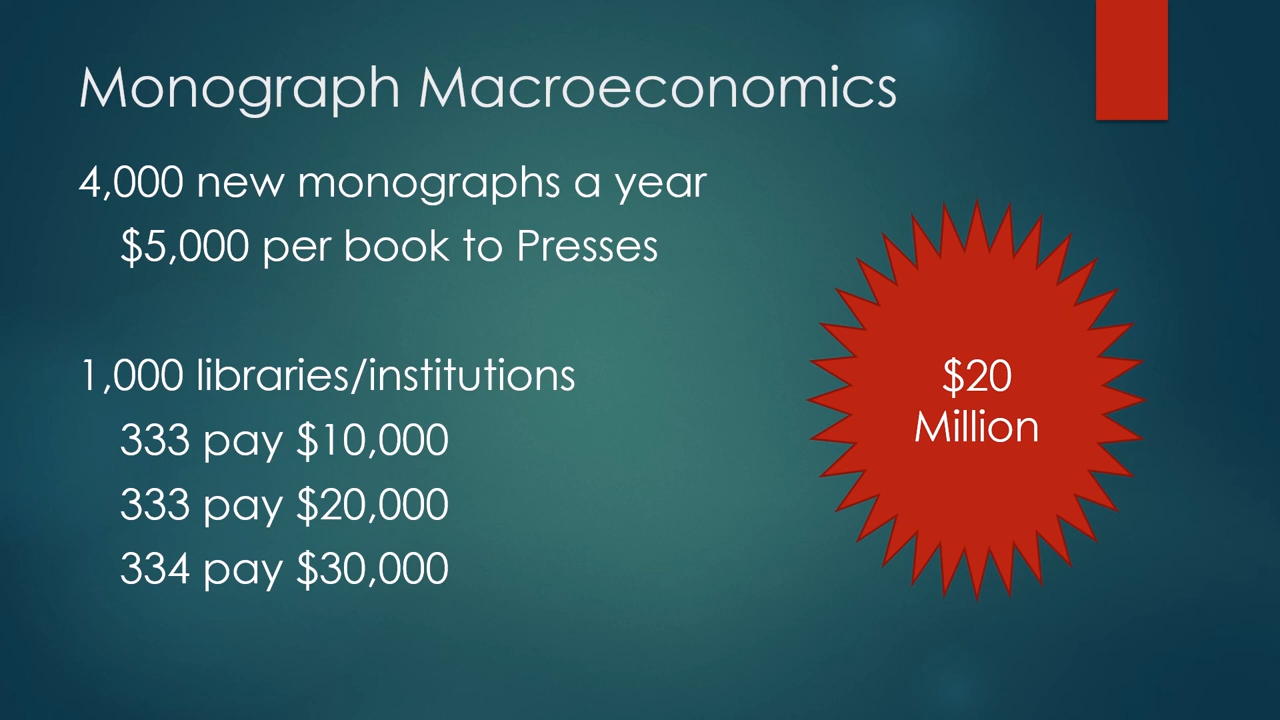 Monograph Macroeconomics
4,000 new monographs a year
$5,000 per book to Presses
1,000 libraries/institutions
333 pay $10,000
333 pay $20,000
334 pay $30,000
$20
Million